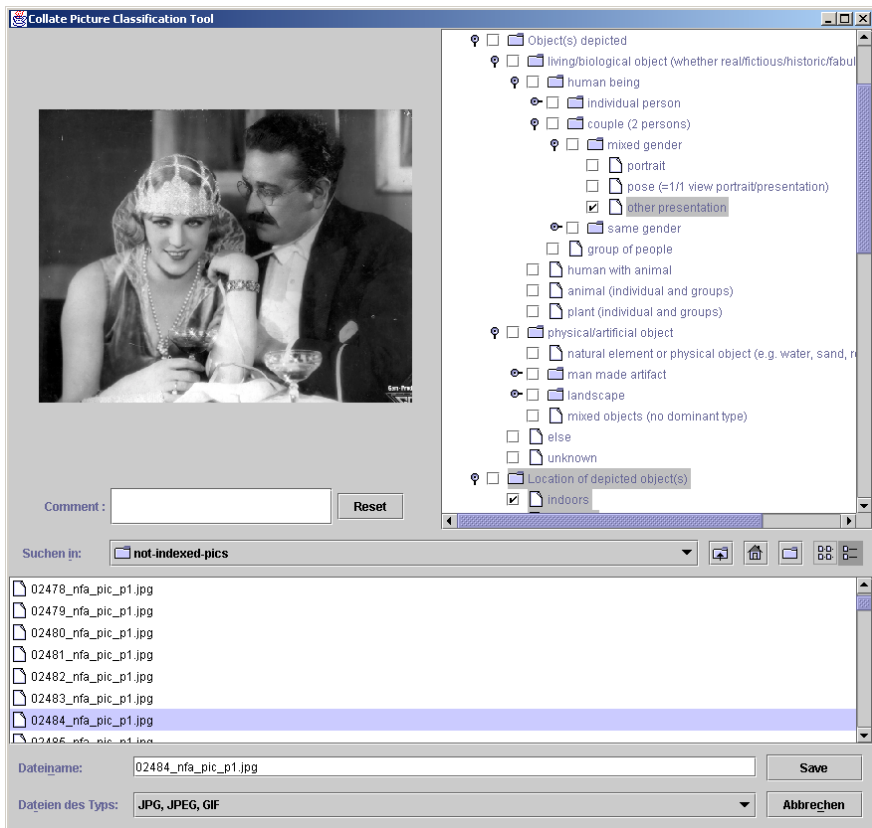 Collate Picture Classification Tool
Object(s) depicted
living/biological object (whether real/fictious/historic/fabul
human being
individual person
couple (2 persons)
mixed gender
portrait
pose (=1/1 view portrait/presentation)
other presentation
same gender
group of people
human with animal
animal (individual and groups)
plant (individual and groups)
physical/artificial object
natural element or physical object (e.g. water, sand, r
man made artifact
landscape
mixed objects (no dominant type)
else
unknown
Location of depicted object(s)
indoors
Comment :
Reset
Suchen in:
not-indexed-pics
02478_nfa_pic_p1.jpg
02479_nfa_pic_p1.jpg
02480_nfa_pic_p1.jpg
02481_nfa_pic_p1.jpg
02482_nfa_pic_p1.jpg
02483_nfa_pic_p1.jpg
02484_nfa_pic_p1.jpg
02485_nfa_pic_p1.jpg
Dateiname:
02484_nfa_pic_p1.jpg
Save
Dateien des Typs:
JPG, JPEG, GIF
Abbrechen